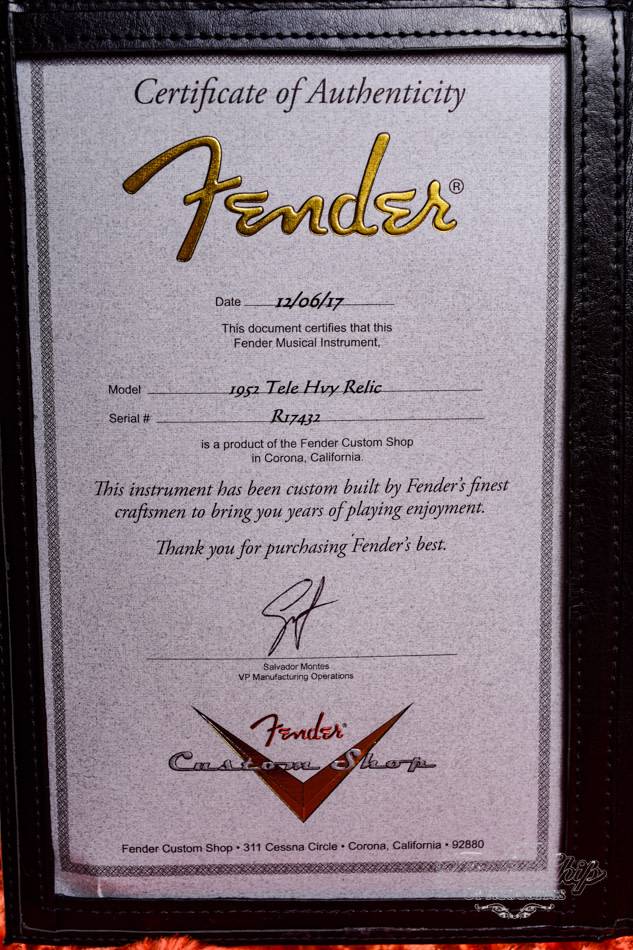 Certificate of Authenticity
Fender®
Date 12/06/17
This document certifies that this
Fender Musical Instrument,
Model 1952 Tele Hvy Relic
Serial # R17432
is a product of the Fender Custom Shop
in Corona, California.
This instrument has been custom built by Fender's finest
craftsmen to bring you years of playing enjoyment.
Thank you for purchasing Fender's best.
Salvador Montes
VP Manufacturing Operations
Fender®
Custom Shop
Fender Custom Shop • 311 Cessna Circle • Corona, California • 92880